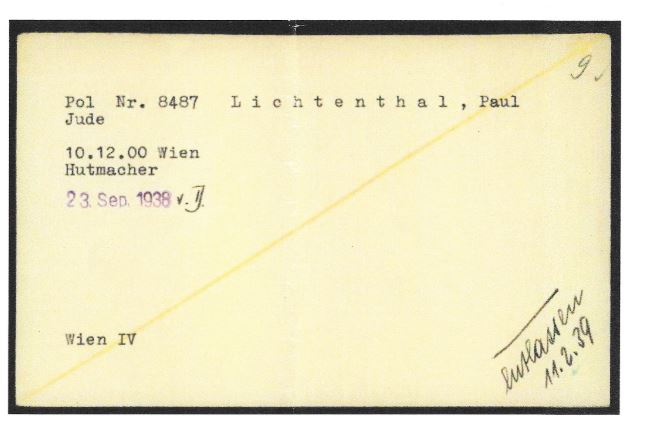 9.
Pol Nr. 8487 Lichtenthal, Paul
Jude
10.12.00 Wien
Hutmacher
23. Sep. 1938 v. II.
Wien IV
Entlassen
11.2.39